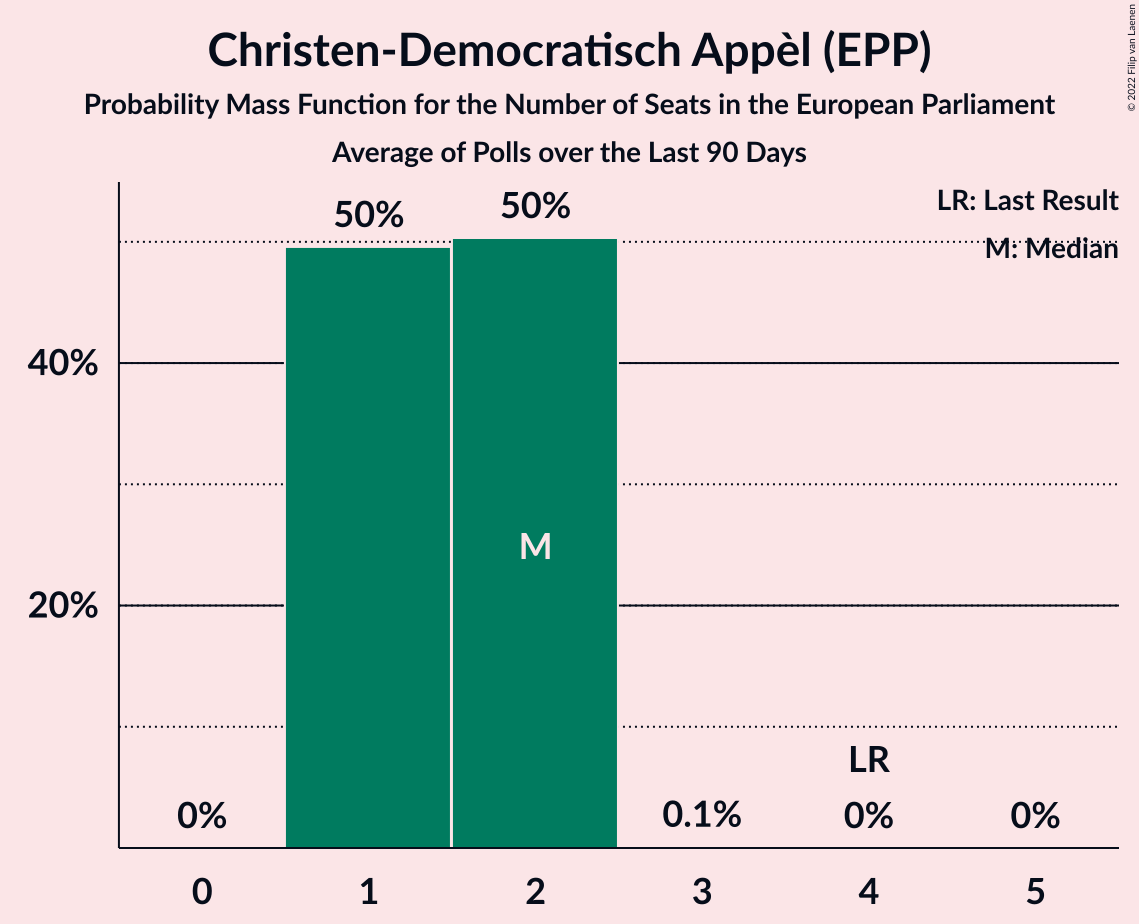 Christen-Democratisch Appèl (EPP)
Probability Mass Function for the Number of Seats in the European Parliament
Average of Polls over the Last 90 Days
© 2022 Filip van Laenen
LR: Last Result
M: Median
50%
50%
40%
20%
M
LR
0%
0.1%
0%
0%
0
1
2
3
4
5